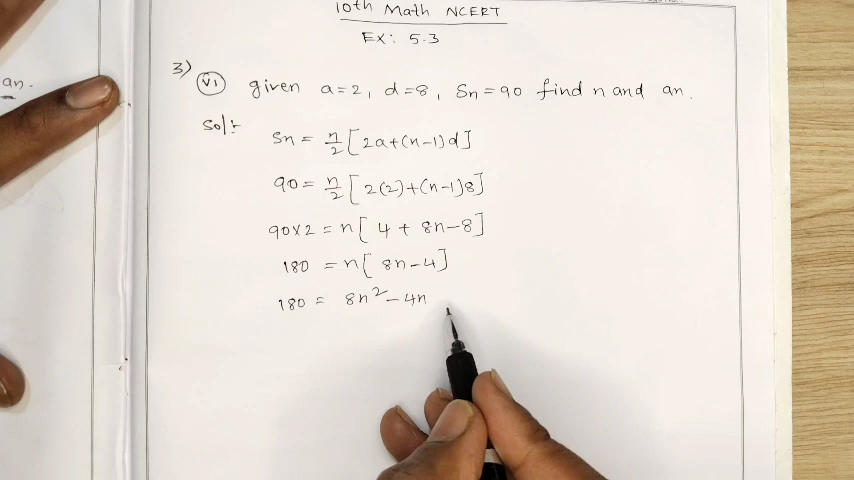 10th Math NCERT
EX: 5.3
an.
3) (vi) given a=2, d=8, Sn=90 find n and an.
Sol:-
Sn = n/2 [2a+(n-1)d]
90 = n/2 [2(2)+(n-1)8]
90×2 = n[ 4 + 8n-8]
180 = n[ 8n-4]
180 = 8n² - 4n